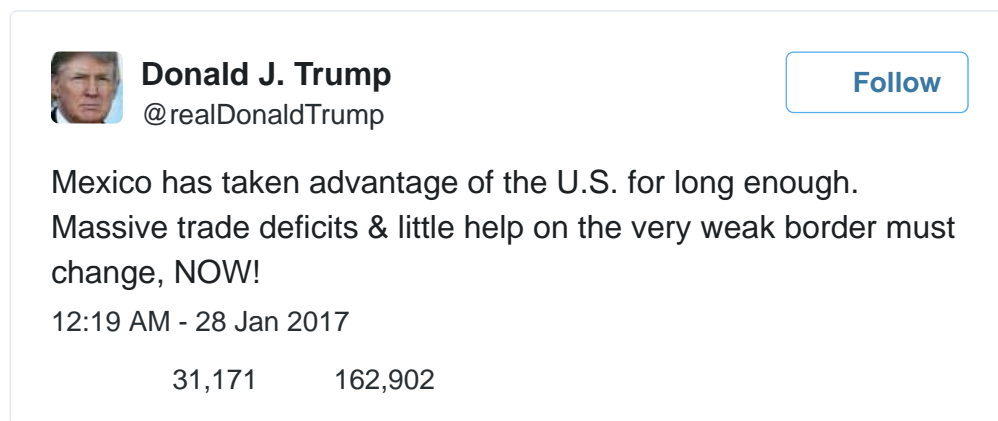 Donald J. Trump
@realDonaldTrump
Follow
Mexico has taken advantage of the U.S. for long enough.
Massive trade deficits & little help on the very weak border must
change, NOW!
12:19 AM - 28 Jan 2017
31,171 162,902